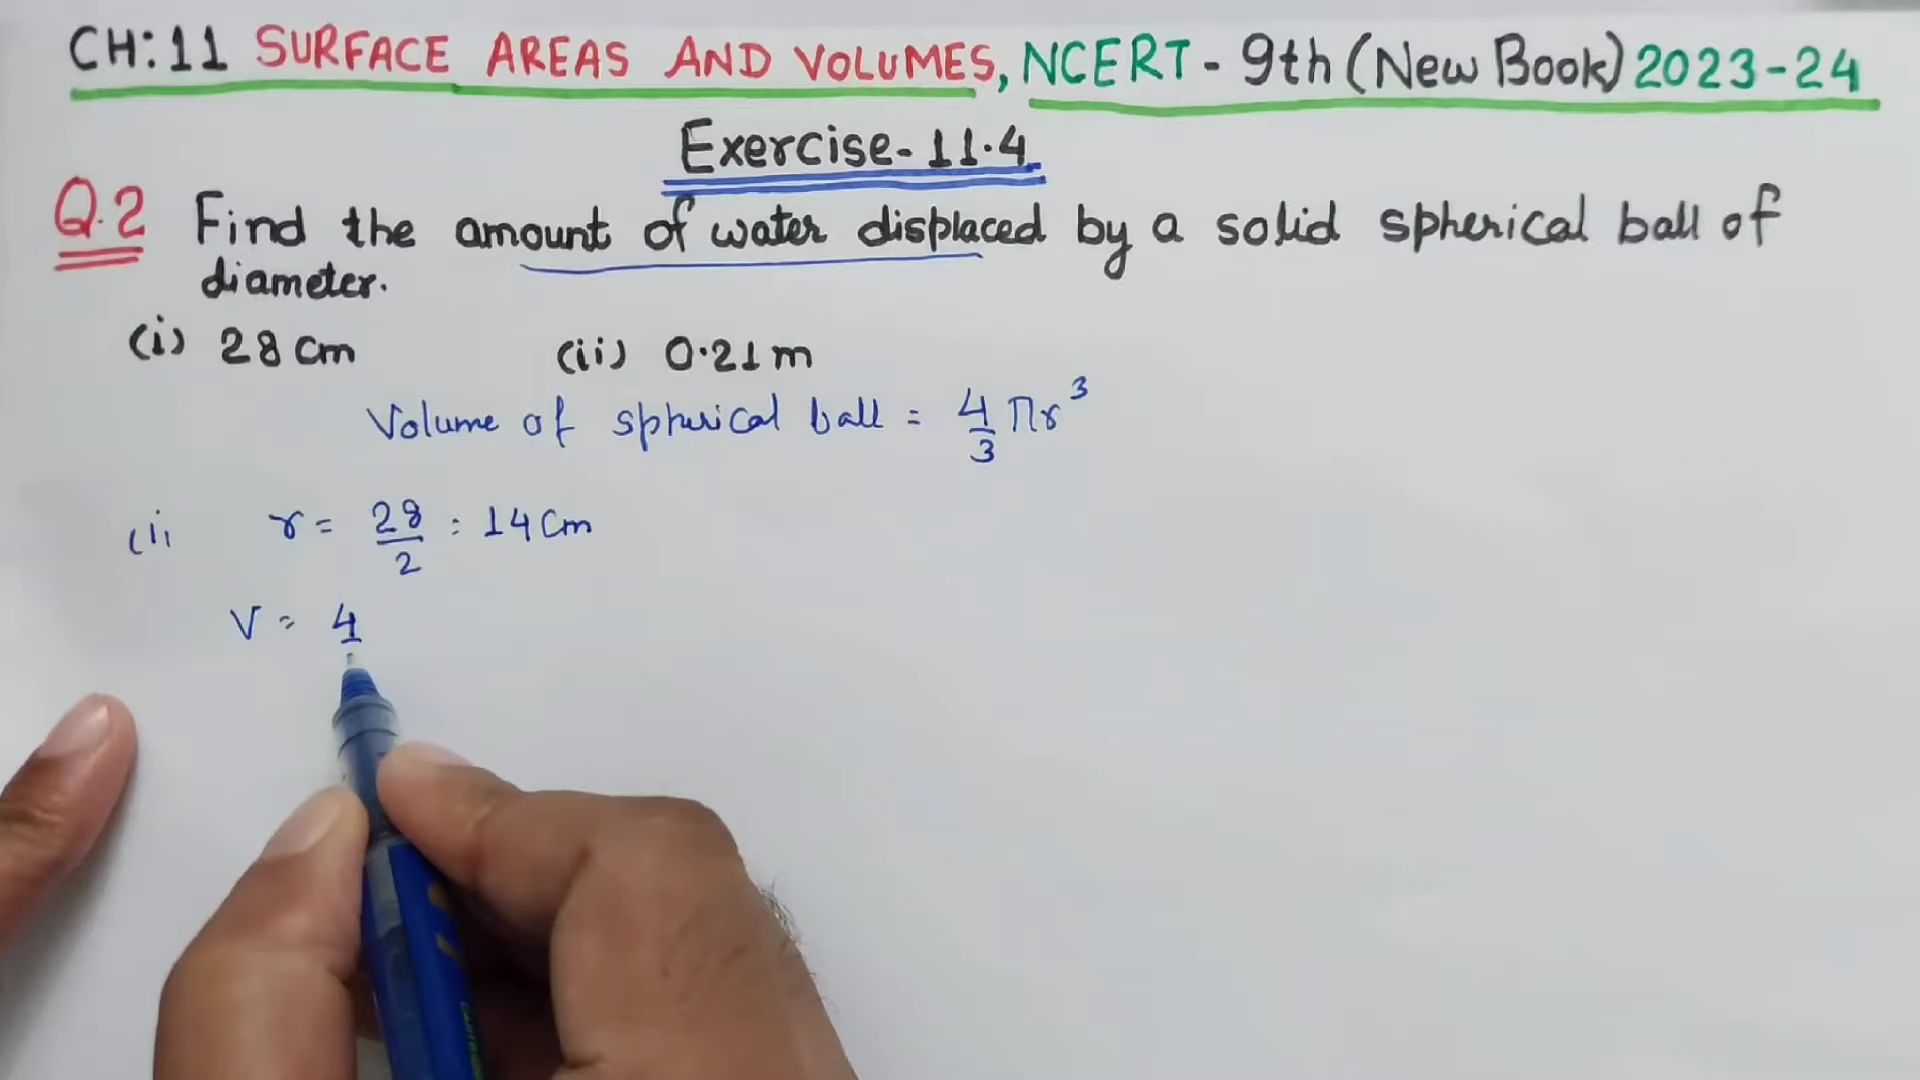 CH:11 SURFACE AREAS AND VOLUMES, NCERT - 9th (New Book) 2023-24
Exercise-11.4
Q.2 Find the amount of water displaced by a solid spherical ball of
diameter.
(i) 28 cm (ii) 0.21 m
Volume of spherical ball = 4/3 πr³
(i) r = 28/2 = 14 cm
V = 4